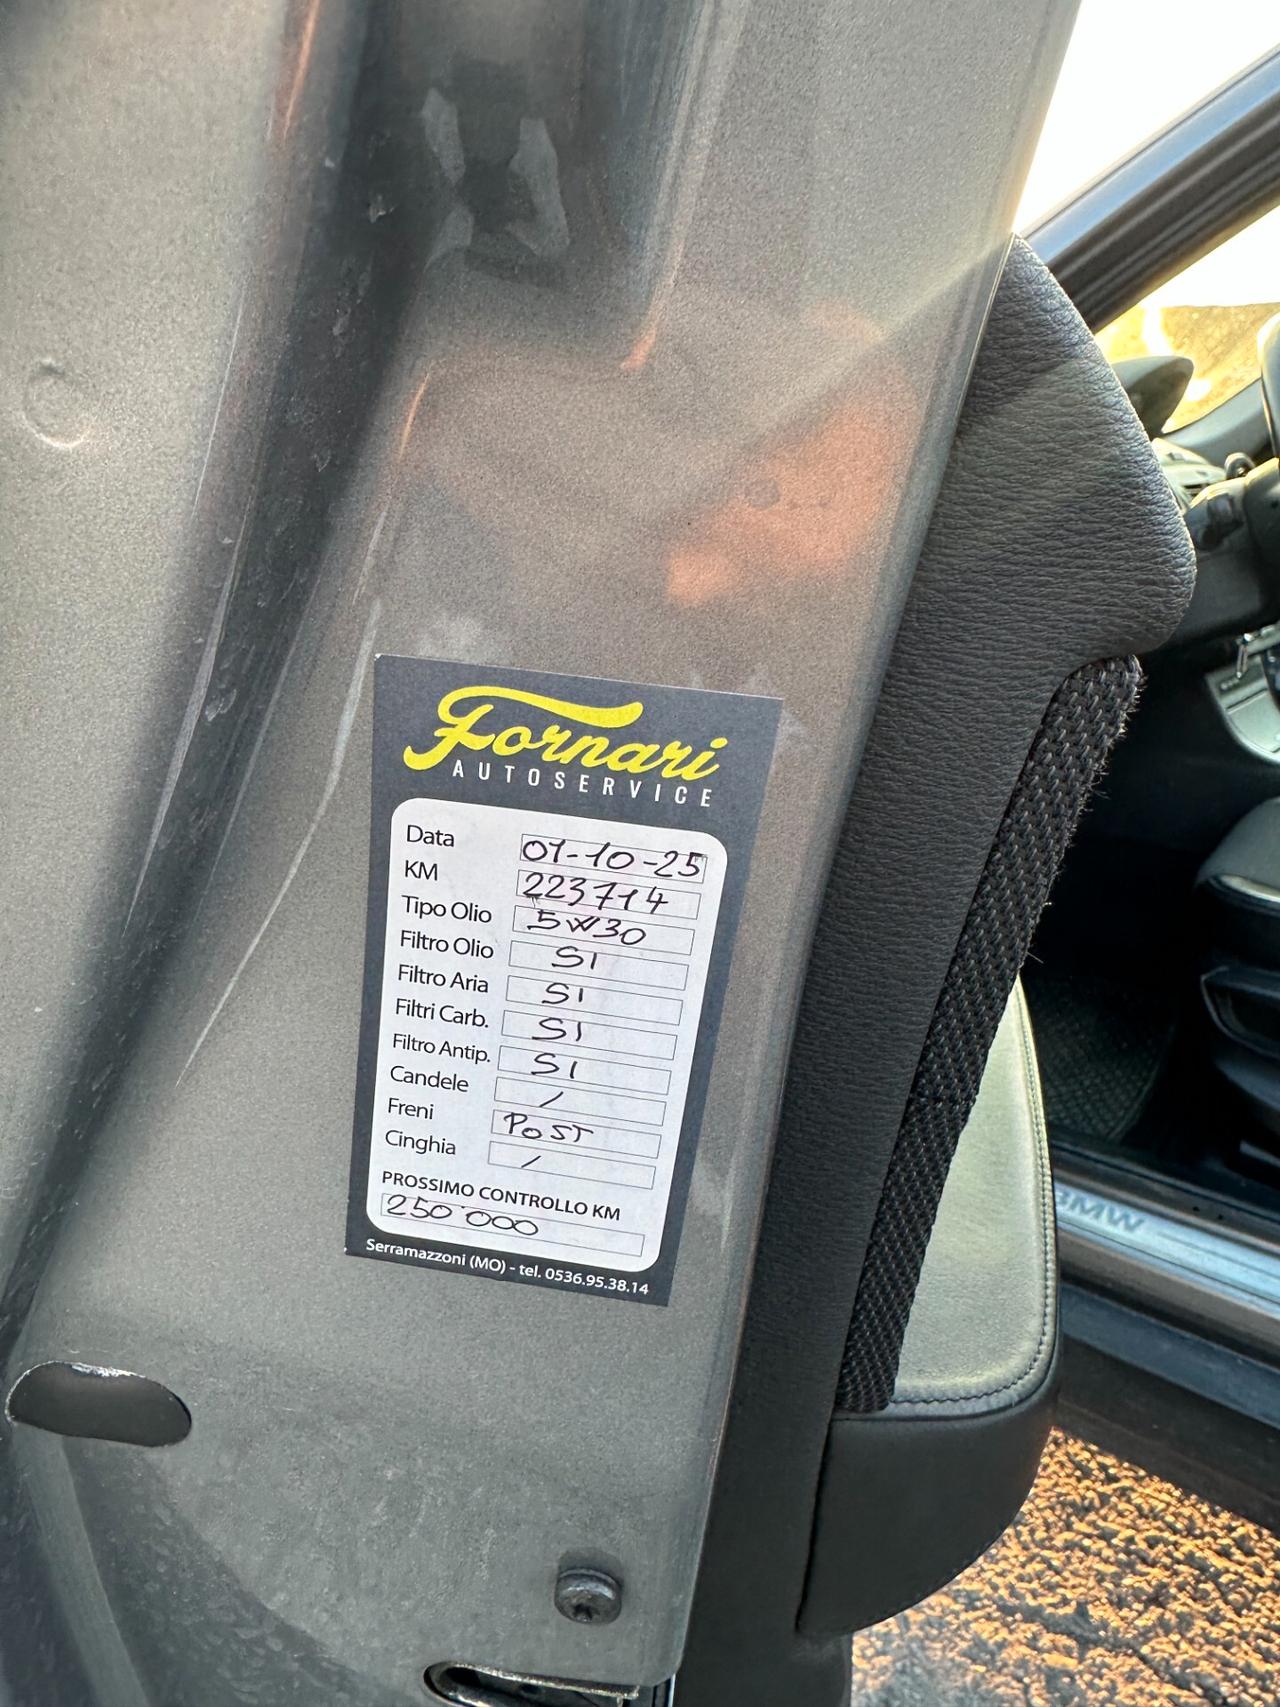 Fornari
AUTOSERVICE
Data 01-10-25
KM 223714
Tipo Olio 5W30
Filtro Olio SI
Filtro Aria SI
Filtri Carb. SI
Filtro Antip. SI
Candele /
Freni POST
Cinghia /
PROSSIMO CONTROLLO KM
250'000
Serramazzoni (MO) - tel. 0536.95.38.14
BMW